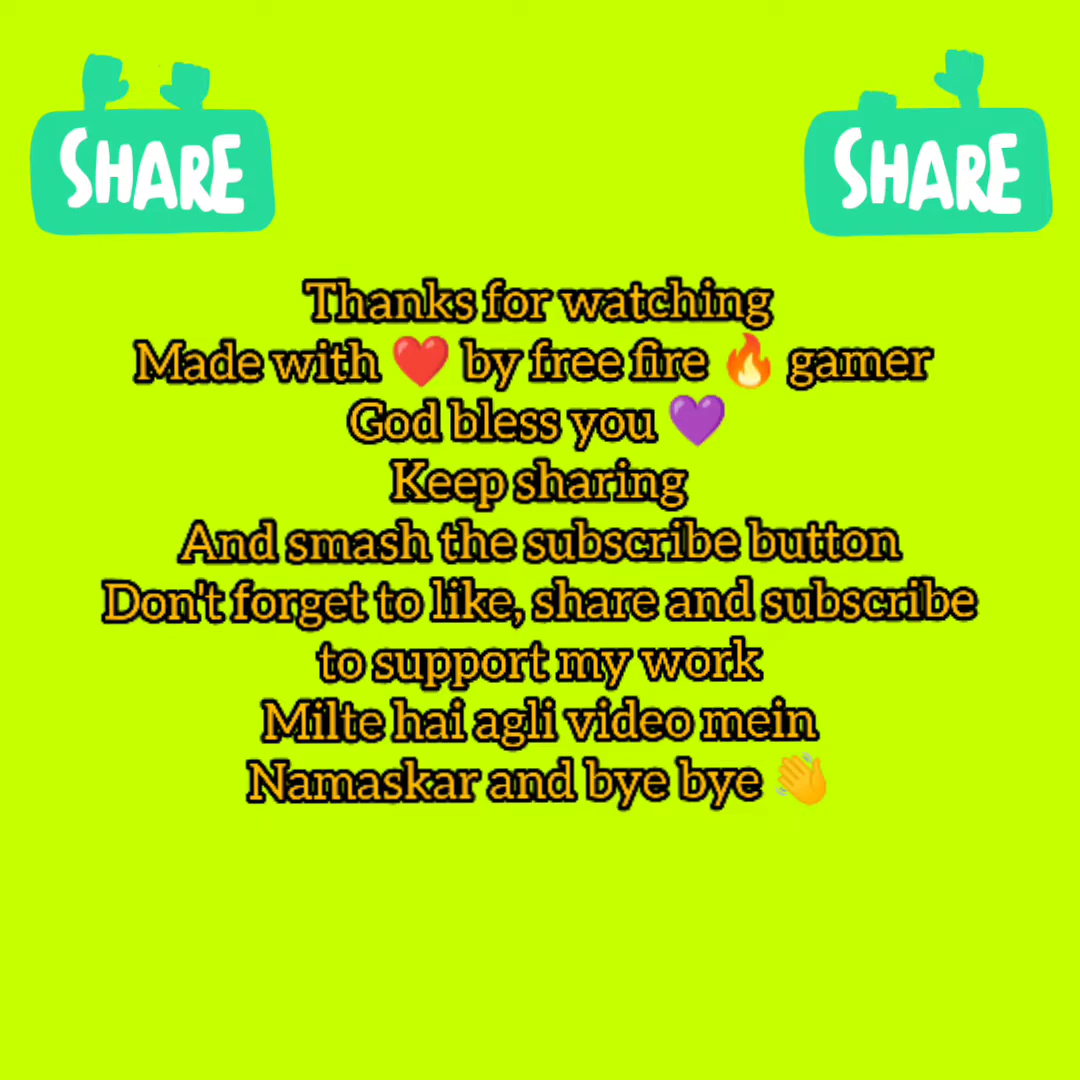 SHARE
SHARE
Thanks for watching
Made with ❤️ by free fire 🔥 gamer
God bless you 💜
Keep sharing
And smash the subscribe button
Don't forget to like, share and subscribe
to support my work
Milte hai agli video mein
Namaskar and bye bye 👋